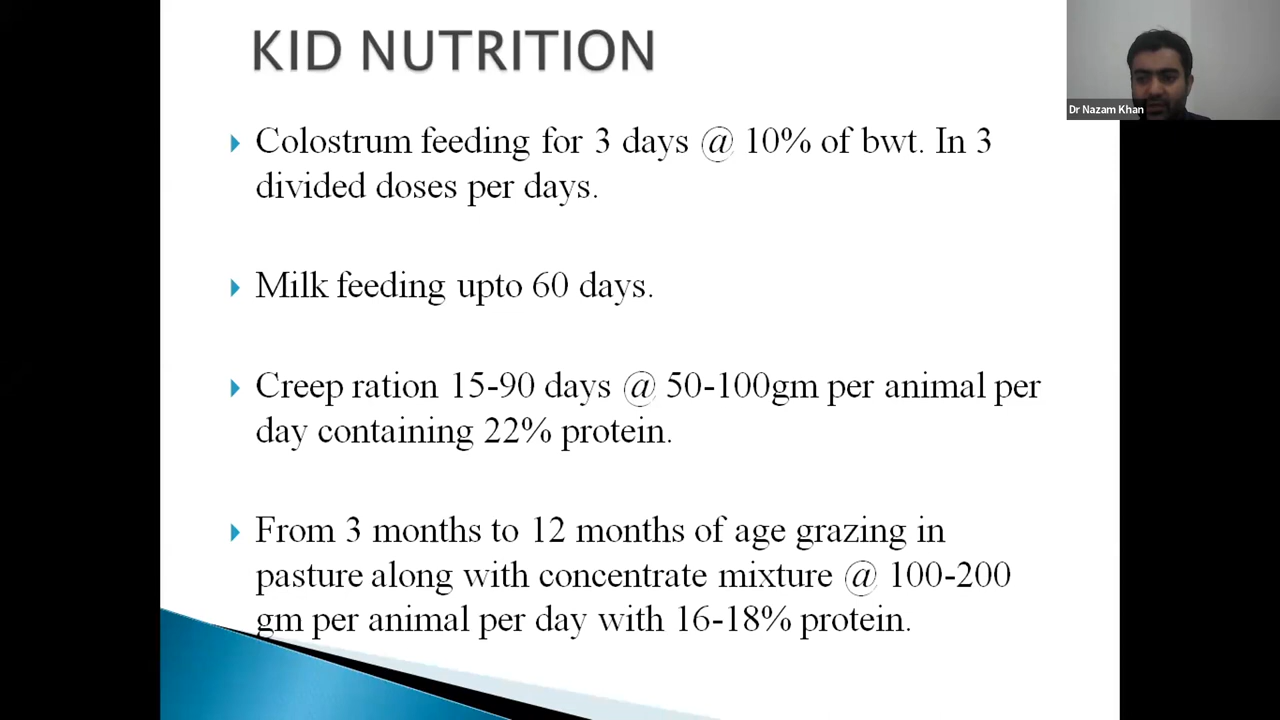 KID NUTRITION
Dr Nazam Khan
Colostrum feeding for 3 days @ 10% of bwt. In 3
divided doses per days.
Milk feeding upto 60 days.
Creep ration 15-90 days @ 50-100gm per animal per
day containing 22% protein.
From 3 months to 12 months of age grazing in
pasture along with concentrate mixture @ 100-200
gm per animal per day with 16-18% protein.